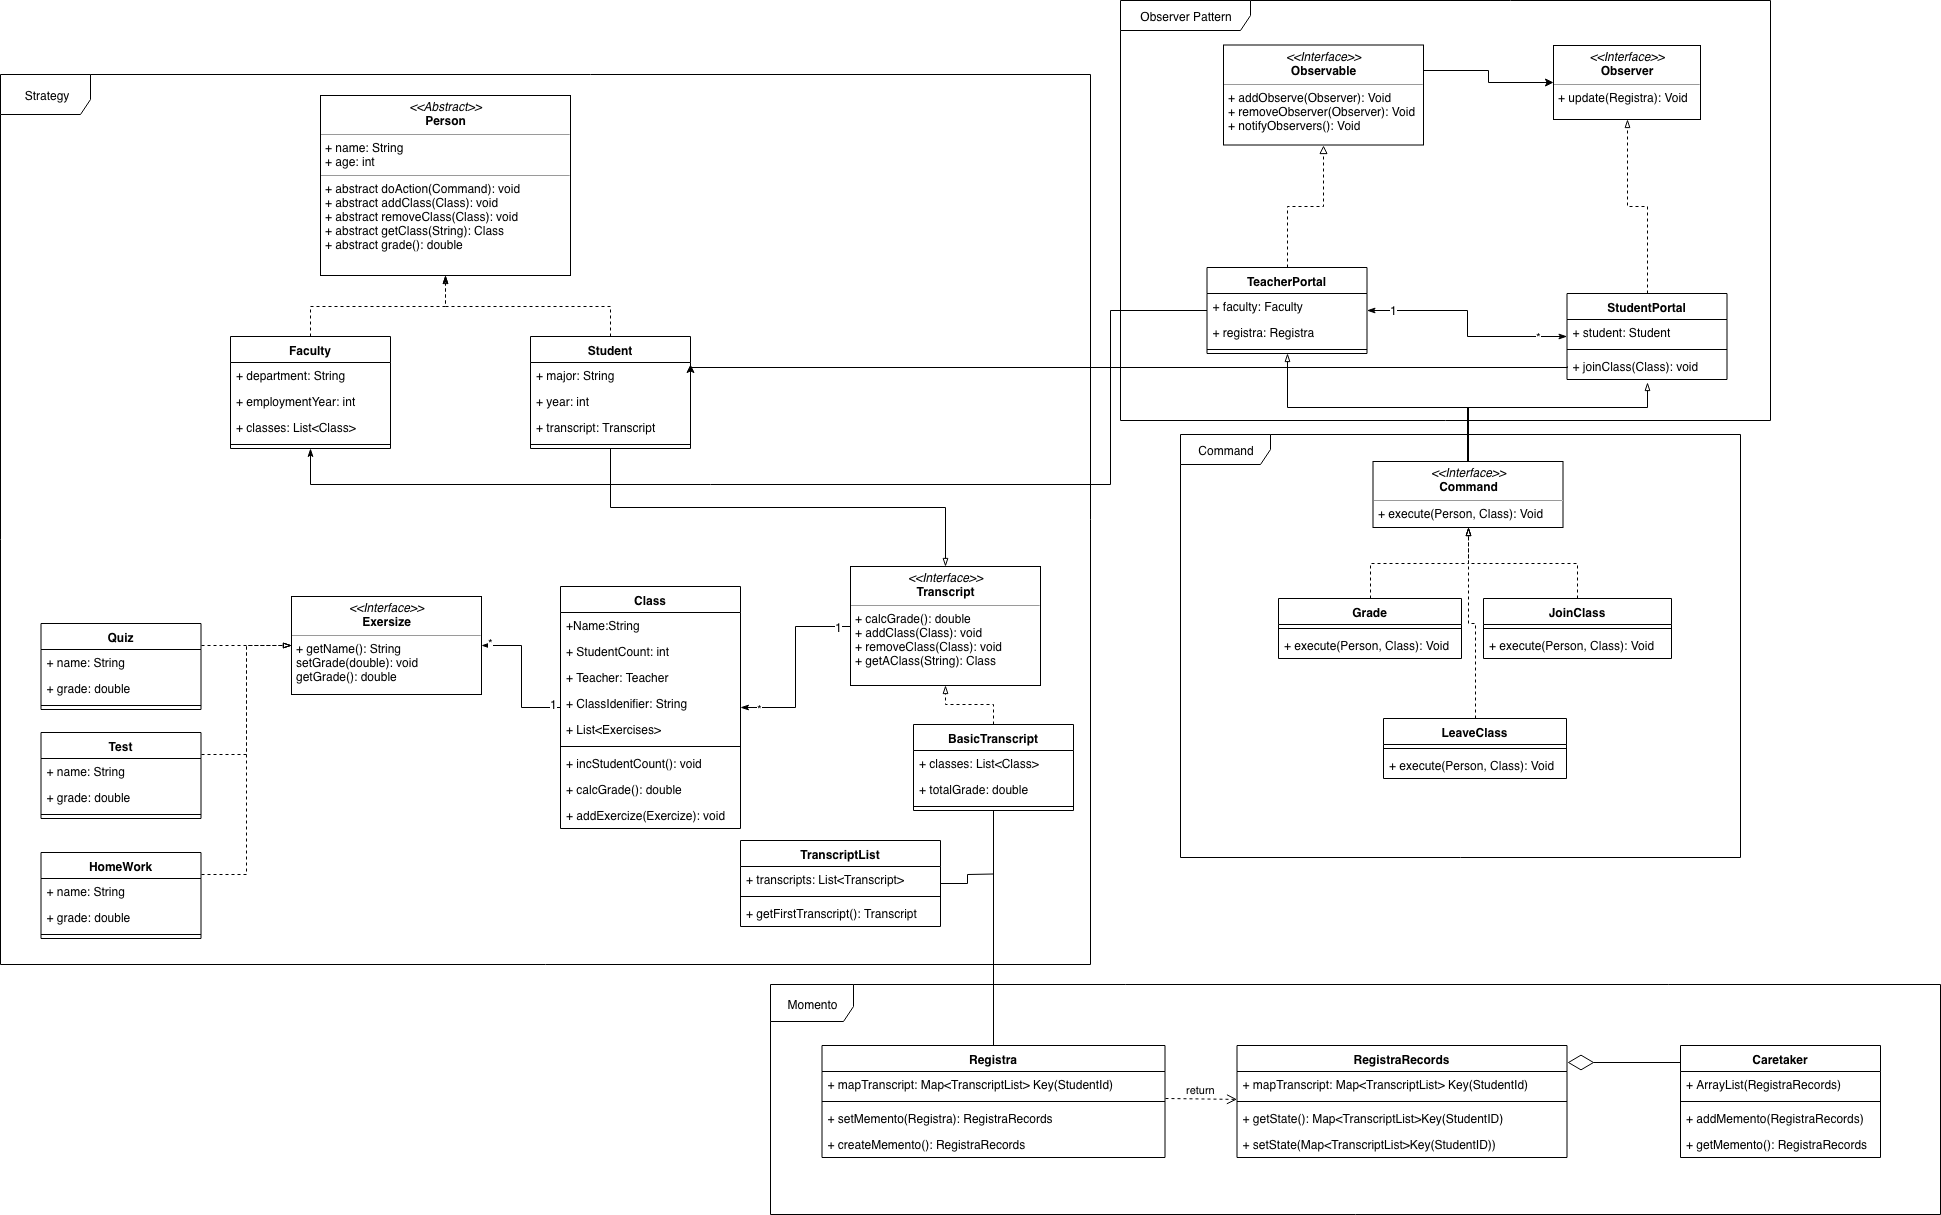 Observer Pattern
<<Interface>>
Observable
+ addObserve(Observer): Void
+ removeObserver(Observer): Void
+ notifyObservers(): Void
<<Interface>>
Observer
+ update(Registra): Void
TeacherPortal
+ faculty: Faculty
+ registra: Registra
1
*
StudentPortal
+ student: Student
+ joinClass(Class): void
Strategy
<<Abstract>>
Person
+ name: String
+ age: int
+ abstract doAction(Command): void
+ abstract addClass(Class): void
+ abstract removeClass(Class): void
+ abstract getClass(String): Class
+ abstract grade(): double
Faculty
+ department: String
+ employmentYear: int
+ classes: List<Class>
Student
+ major: String
+ year: int
+ transcript: Transcript
Quiz
+ name: String
+ grade: double
Test
+ name: String
+ grade: double
HomeWork
+ name: String
+ grade: double
<<Interface>>
Exersize
+ getName(): String
setGrade(double): void
getGrade(): double
*
1
Class
+Name:String
+ StudentCount: int
+ Teacher: Teacher
+ ClassIdenifier: String
+ List<Exercises>
+ incStudentCount(): void
+ calcGrade(): double
+ addExercize(Exercize): void
1
*
<<Interface>>
Transcript
+ calcGrade(): double
+ addClass(Class): void
+ removeClass(Class): void
+ getAClass(String): Class
BasicTranscript
+ classes: List<Class>
+ totalGrade: double
TranscriptList
+ transcripts: List<Transcript>
+ getFirstTranscript(): Transcript
Command
<<Interface>>
Command
+ execute(Person, Class): Void
Grade
+ execute(Person, Class): Void
JoinClass
+ execute(Person, Class): Void
LeaveClass
+ execute(Person, Class): Void
Momento
Registra
+ mapTranscript: Map<TranscriptList> Key(StudentId)
+ setMemento(Registra): RegistraRecords
+ createMemento(): RegistraRecords
return
RegistraRecords
+ mapTranscript: Map<TranscriptList> Key(StudentId)
+ getState(): Map<TranscriptList>Key(StudentID)
+ setState(Map<TranscriptList>Key(StudentID))
Caretaker
+ ArrayList(RegistraRecords)
+ addMemento(RegistraRecords)
+ getMemento(): RegistraRecords